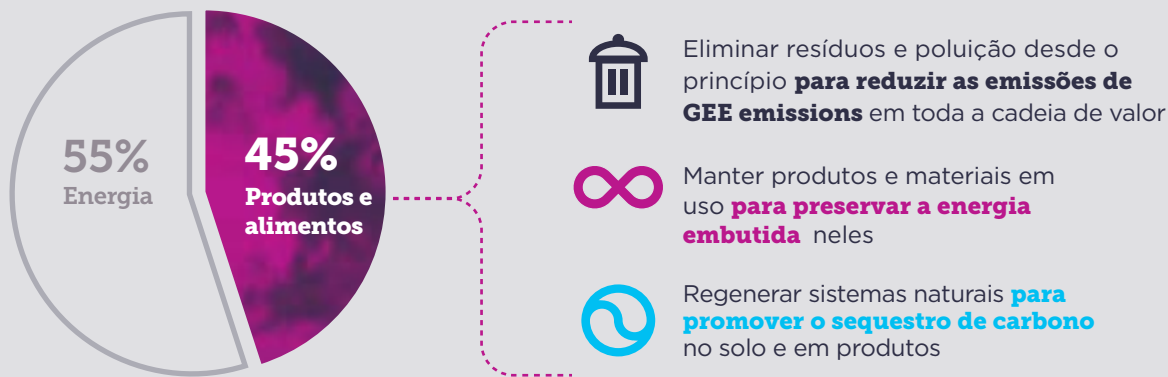 55%
Energia
45%
Produtos e
alimentos
Eliminar resíduos e poluição desde o
princípio para reduzir as emissões de
GEE emissions em toda a cadeia de valor
Manter produtos e materiais em
uso para preservar a energia
embutida neles
Regenerar sistemas naturais para
promover o sequestro de carbono
no solo e em produtos